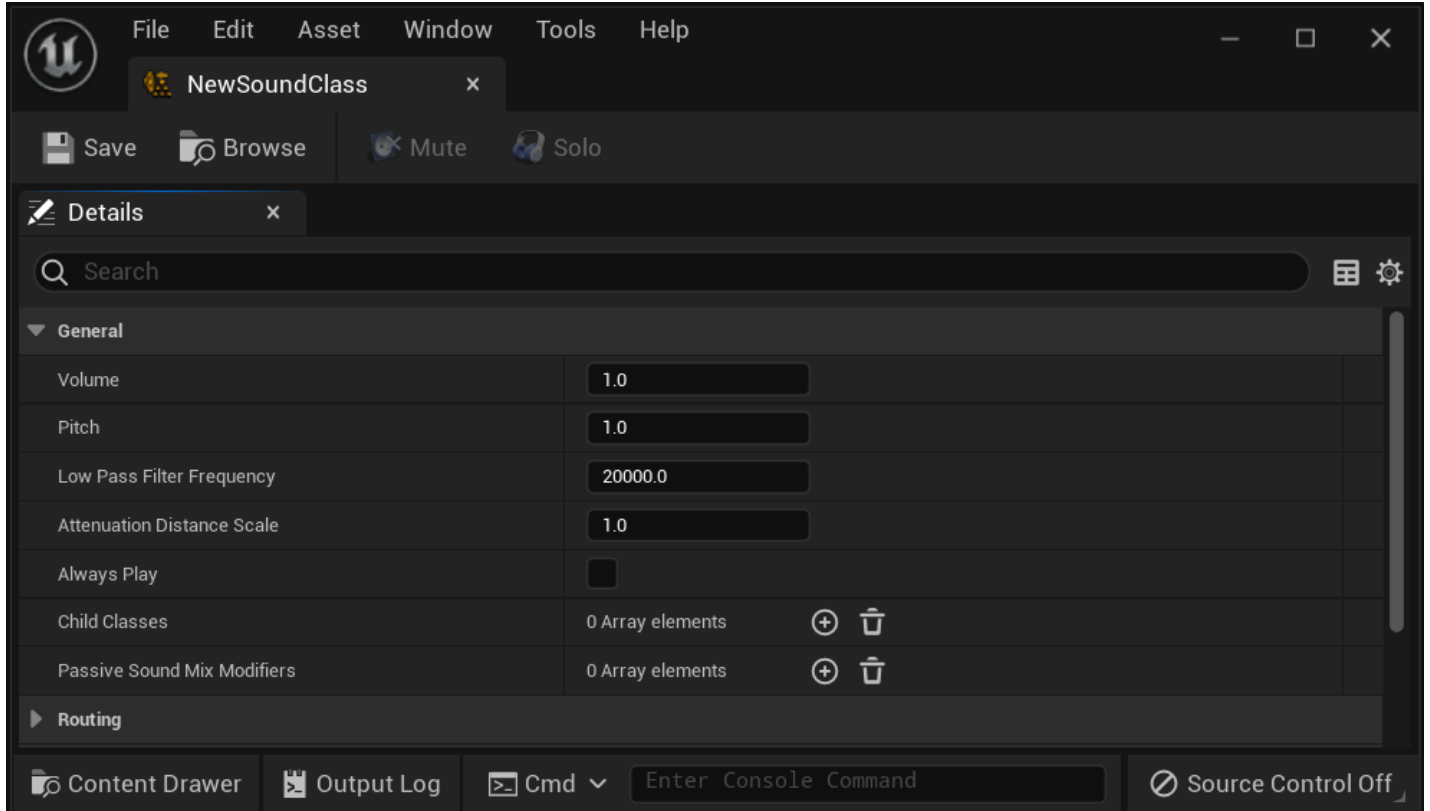 File Edit Asset Window Tools Help
NewSoundClass
Save Browse Mute Solo
Details
Search
General
Volume 1.0
Pitch 1.0
Low Pass Filter Frequency 20000.0
Attenuation Distance Scale 1.0
Always Play
Child Classes 0 Array elements
Passive Sound Mix Modifiers 0 Array elements
Routing
Content Drawer Output Log Cmd Enter Console Command Source Control Off